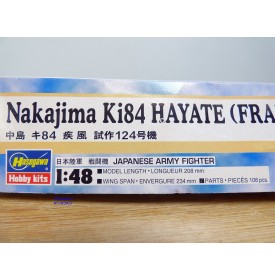 Nakajima Ki84 HAYATE (FRA
中島 キ84 疾風 試作124号機
Hasegawa
Hobby kits
日本陸軍 戦闘機 JAPANESE ARMY FIGHTER
1:48
■MODEL LENGTH・LONGUEUR 208 mm
■WING SPAN・ENVERGURE 234 mm ■PARTS・PIÈCES 106 pcs.